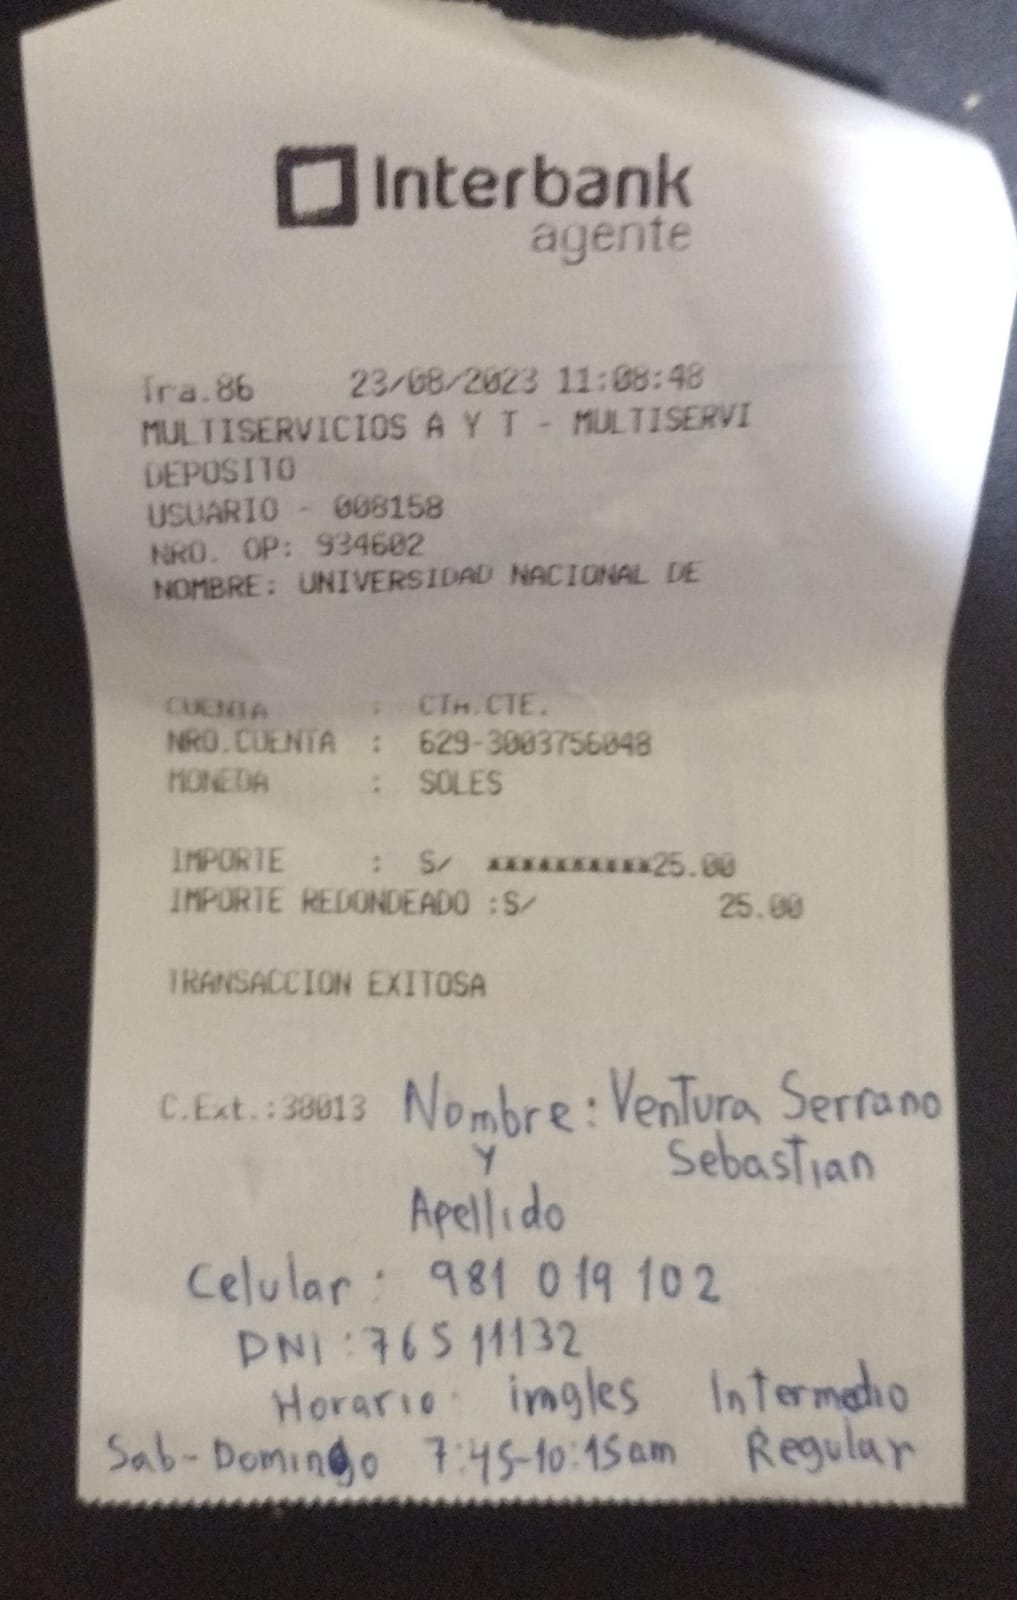 Interbank
agente
Tra.86 23/08/2023 11:08:48
MULTISERVICIOS A Y T - MULTISERVI
DEPOSITO
USUARIO - 008158
NRO. OP: 934602
NOMBRE: UNIVERSIDAD NACIONAL DE
CUENTA : CTA.CTE.
NRO.CUENTA : 629-3003756048
MONEDA : SOLES
IMPORTE : S/ **********25.00
IMPORTE REDONDEADO :S/ 25.00
TRANSACCION EXITOSA
C.Ext.:38013 Nombre: Ventura Serrano
y Sebastian
Apellido
Celular: 981 019 102
DNI: 76511132
Horario: imgles Intermedio
Sab-Domingo 7:45-10:15am Regular